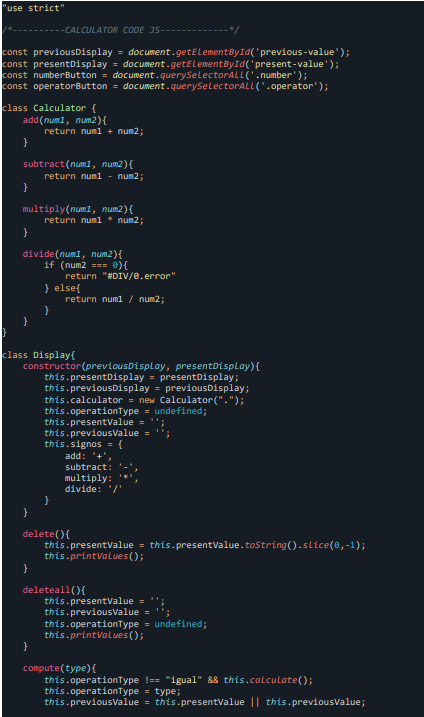 "use strict"
/*----------CALCULATOR CODE JS-------------*/
const previousDisplay = document.getElementById('previous-value');
const presentDisplay = document.getElementById('present-value');
const numberButton = document.querySelectorAll('.number');
const operatorButton = document.querySelectorAll('.operator');
class Calculator {
add(num1, num2){
return num1 + num2;
}
subtract(num1, num2){
return num1 - num2;
}
multiply(num1, num2){
return num1 * num2;
}
divide(num1, num2){
if (num2 === 0){
return "#DIV/0.error"
} else{
return num1 / num2;
}
}
}
class Display{
constructor(previousDisplay, presentDisplay){
this.presentDisplay = presentDisplay;
this.previousDisplay = previousDisplay;
this.calculator = new Calculator(".");
this.operationType = undefined;
this.presentValue = '';
this.previousValue = '';
this.signos = {
add: '+',
subtract: '-',
multiply: '*',
divide: '/'
}
}
delete(){
this.presentValue = this.presentValue.toString().slice(0,-1);
this.printValues();
}
deleteall(){
this.presentValue = '';
this.previousValue = '';
this.operationType = undefined;
this.printValues();
}
compute(type){
this.operationType !== "igual" && this.calculate();
this.operationType = type;
this.previousValue = this.presentValue || this.previousValue;